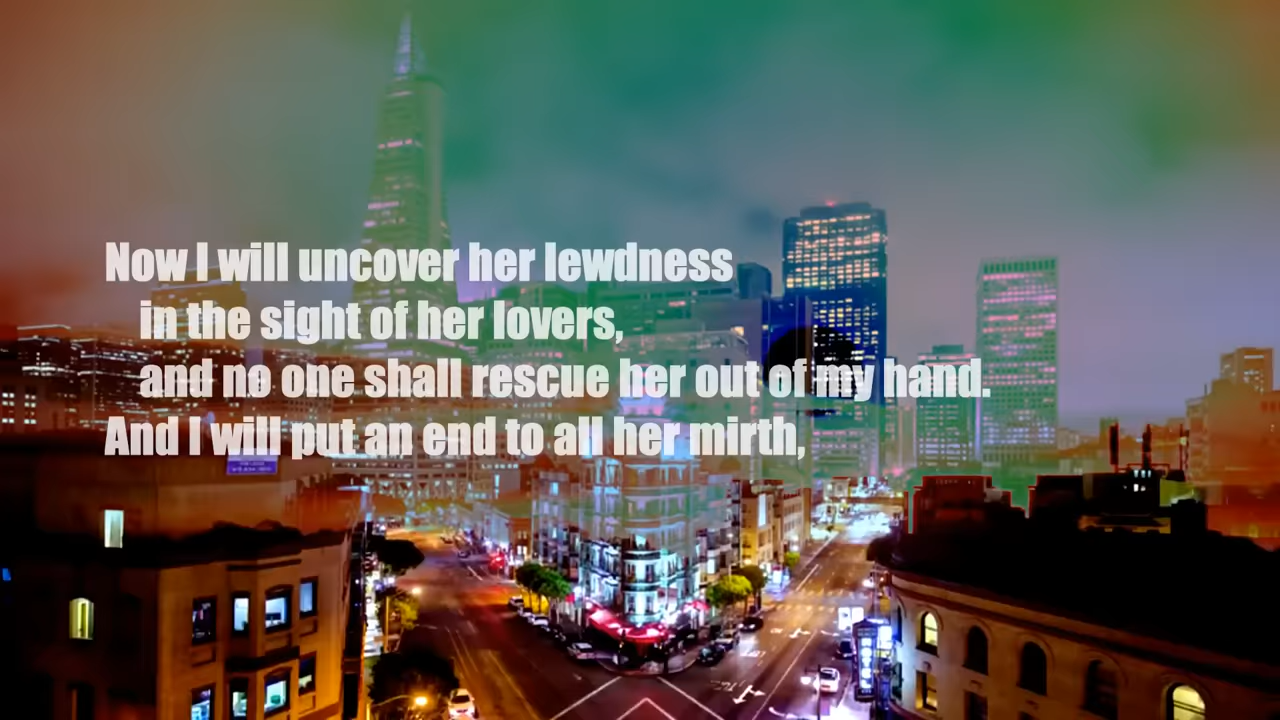 Now I will uncover her lewdness
in the sight of her lovers,
and no one shall rescue her out of my hand.
And I will put an end to all her mirth,